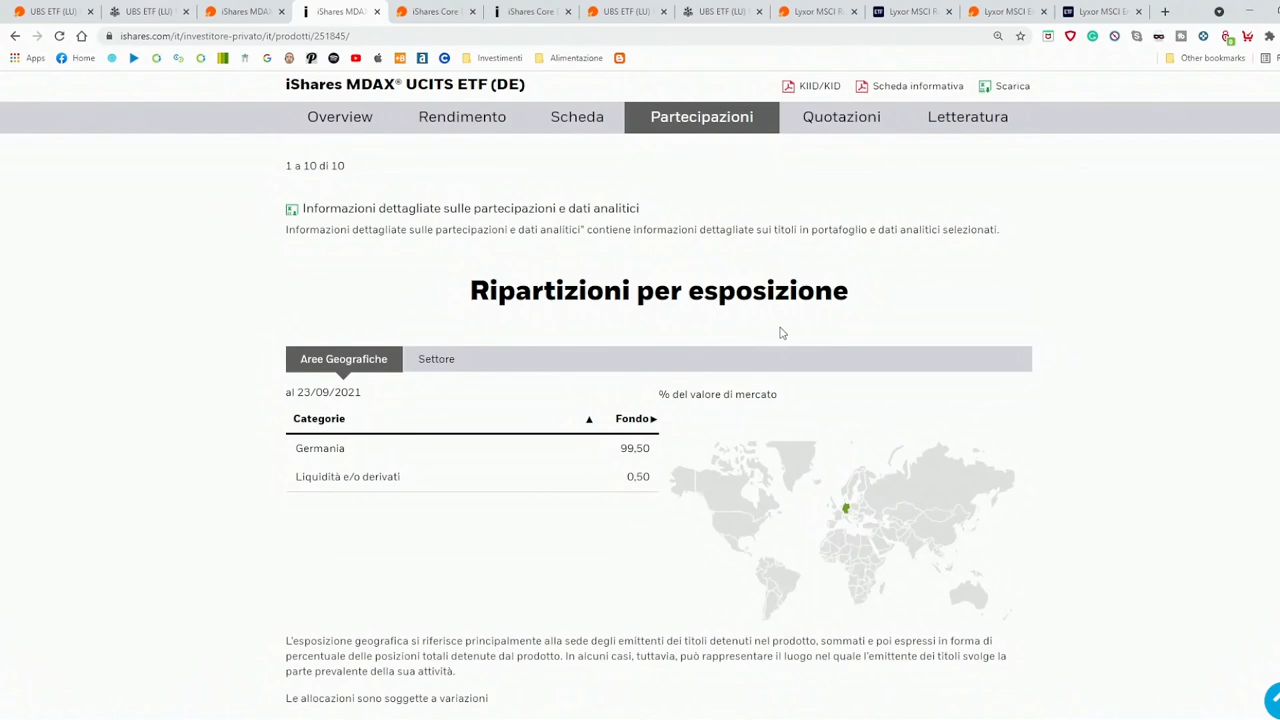 UBS ETF (LU)
UBS ETF (LU) I
iShares MDAX
iShares MDAX
iShares Core
iShares Core
UBS ETF (LU)
UBS ETF (LU) I
Lyxor MSCI R
Lyxor MSCI R
Lyxor MSCI E
Lyxor MSCI E
ishares.com/it/investitore-privato/it/prodotti/251845/
Apps
Home
Investimenti
Alimentazione
Other bookmarks
iShares MDAX® UCITS ETF (DE)
KIID/KID
Scheda informativa
Scarica
Overview
Rendimento
Scheda
Partecipazioni
Quotazioni
Letteratura
1 a 10 di 10
Informazioni dettagliate sulle partecipazioni e dati analitici
Informazioni dettagliate sulle partecipazioni e dati analitici" contiene informazioni dettagliate sui titoli in portafoglio e dati analitici selezionati.
Ripartizioni per esposizione
Aree Geografiche
Settore
al 23/09/2021
% del valore di mercato
Categorie ▲ Fondo▶
Germania 99,50
Liquidità e/o derivati 0,50
L'esposizione geografica si riferisce principalmente alla sede degli emittenti dei titoli detenuti nel prodotto, sommati e poi espressi in forma di
percentuale delle posizioni totali detenute dal prodotto. In alcuni casi, tuttavia, può rappresentare il luogo nel quale l'emittente dei titoli svolge la
parte prevalente della sua attività.
Le allocazioni sono soggette a variazioni